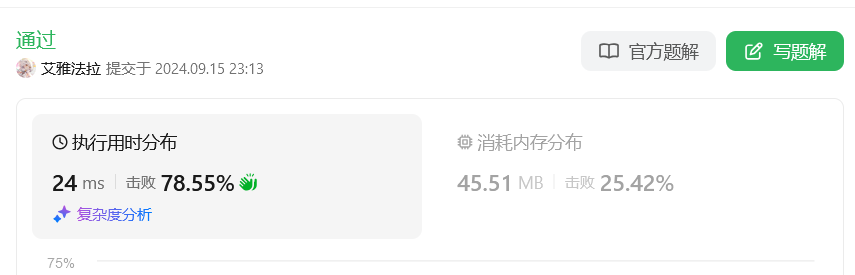 通过
官方题解
写题解
艾雅法拉 提交于 2024.09.15 23:13
执行用时分布
消耗内存分布
24 ms 击败 78.55%
45.51 MB 击败 25.42%
复杂度分析
75%